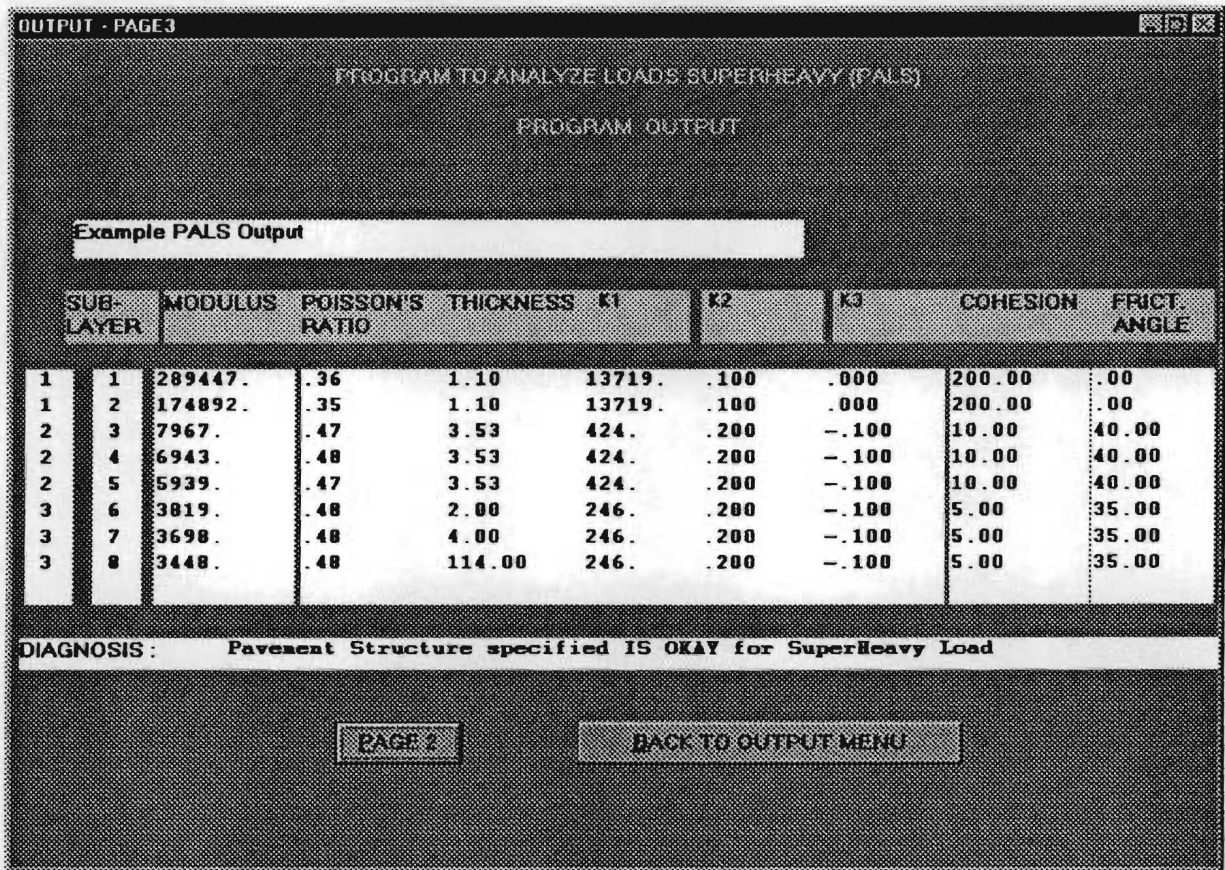 OUTPUT - PAGE3
PROGRAM TO ANALYZE LOADS SUPERHEAVY (PALS)
PROGRAM OUTPUT
Example PALS Output
SUB-LAYER MODULUS POISSON'S RATIO THICKNESS K1 K2 K3 COHESION FRICT. ANGLE
1 1 289447. .36 1.10 13719. .100 .000 200.00 .00
1 2 174892. .35 1.10 13719. .100 .000 200.00 .00
2 3 7967. .47 3.53 424. .200 -.100 10.00 40.00
2 4 6943. .48 3.53 424. .200 -.100 10.00 40.00
2 5 5939. .47 3.53 424. .200 -.100 10.00 40.00
3 6 3819. .48 2.00 246. .200 -.100 5.00 35.00
3 7 3698. .48 4.00 246. .200 -.100 5.00 35.00
3 8 3448. .48 114.00 246. .200 -.100 5.00 35.00
DIAGNOSIS : Pavement Structure specified IS OKAY for SuperHeavy Load
PAGE 2 BACK TO OUTPUT MENU